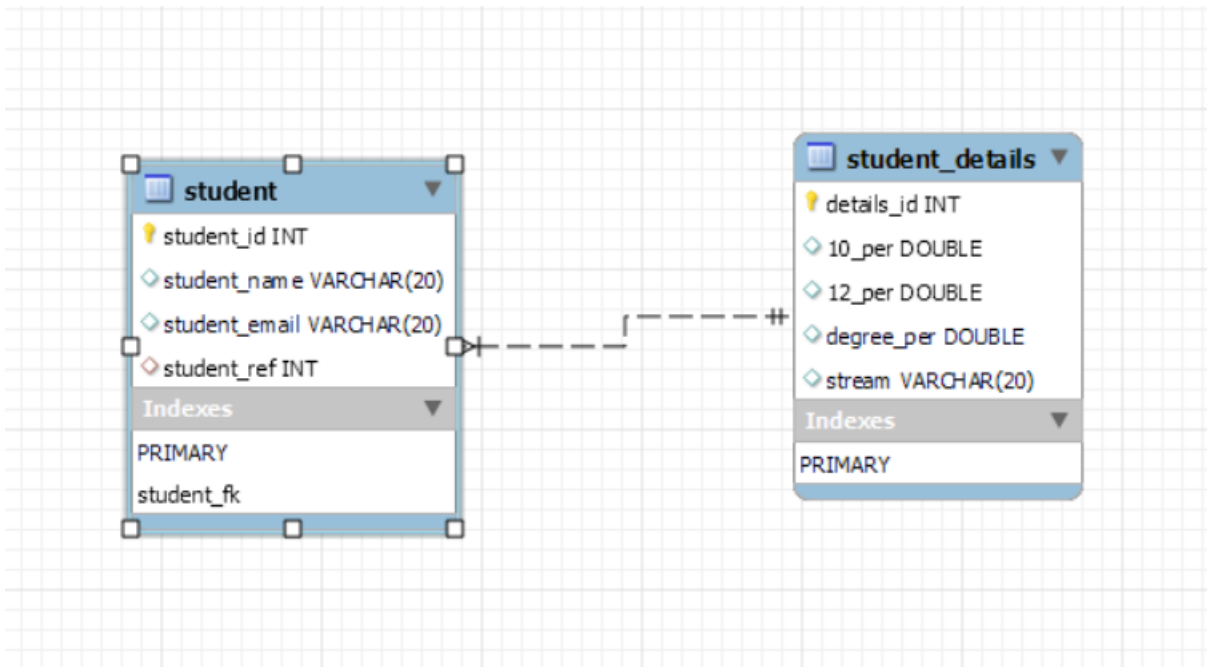 student
student_id INT
student_name VARCHAR(20)
student_email VARCHAR(20)
student_ref INT
Indexes
PRIMARY
student_fk
student_details
details_id INT
10_per DOUBLE
12_per DOUBLE
degree_per DOUBLE
stream VARCHAR(20)
Indexes
PRIMARY